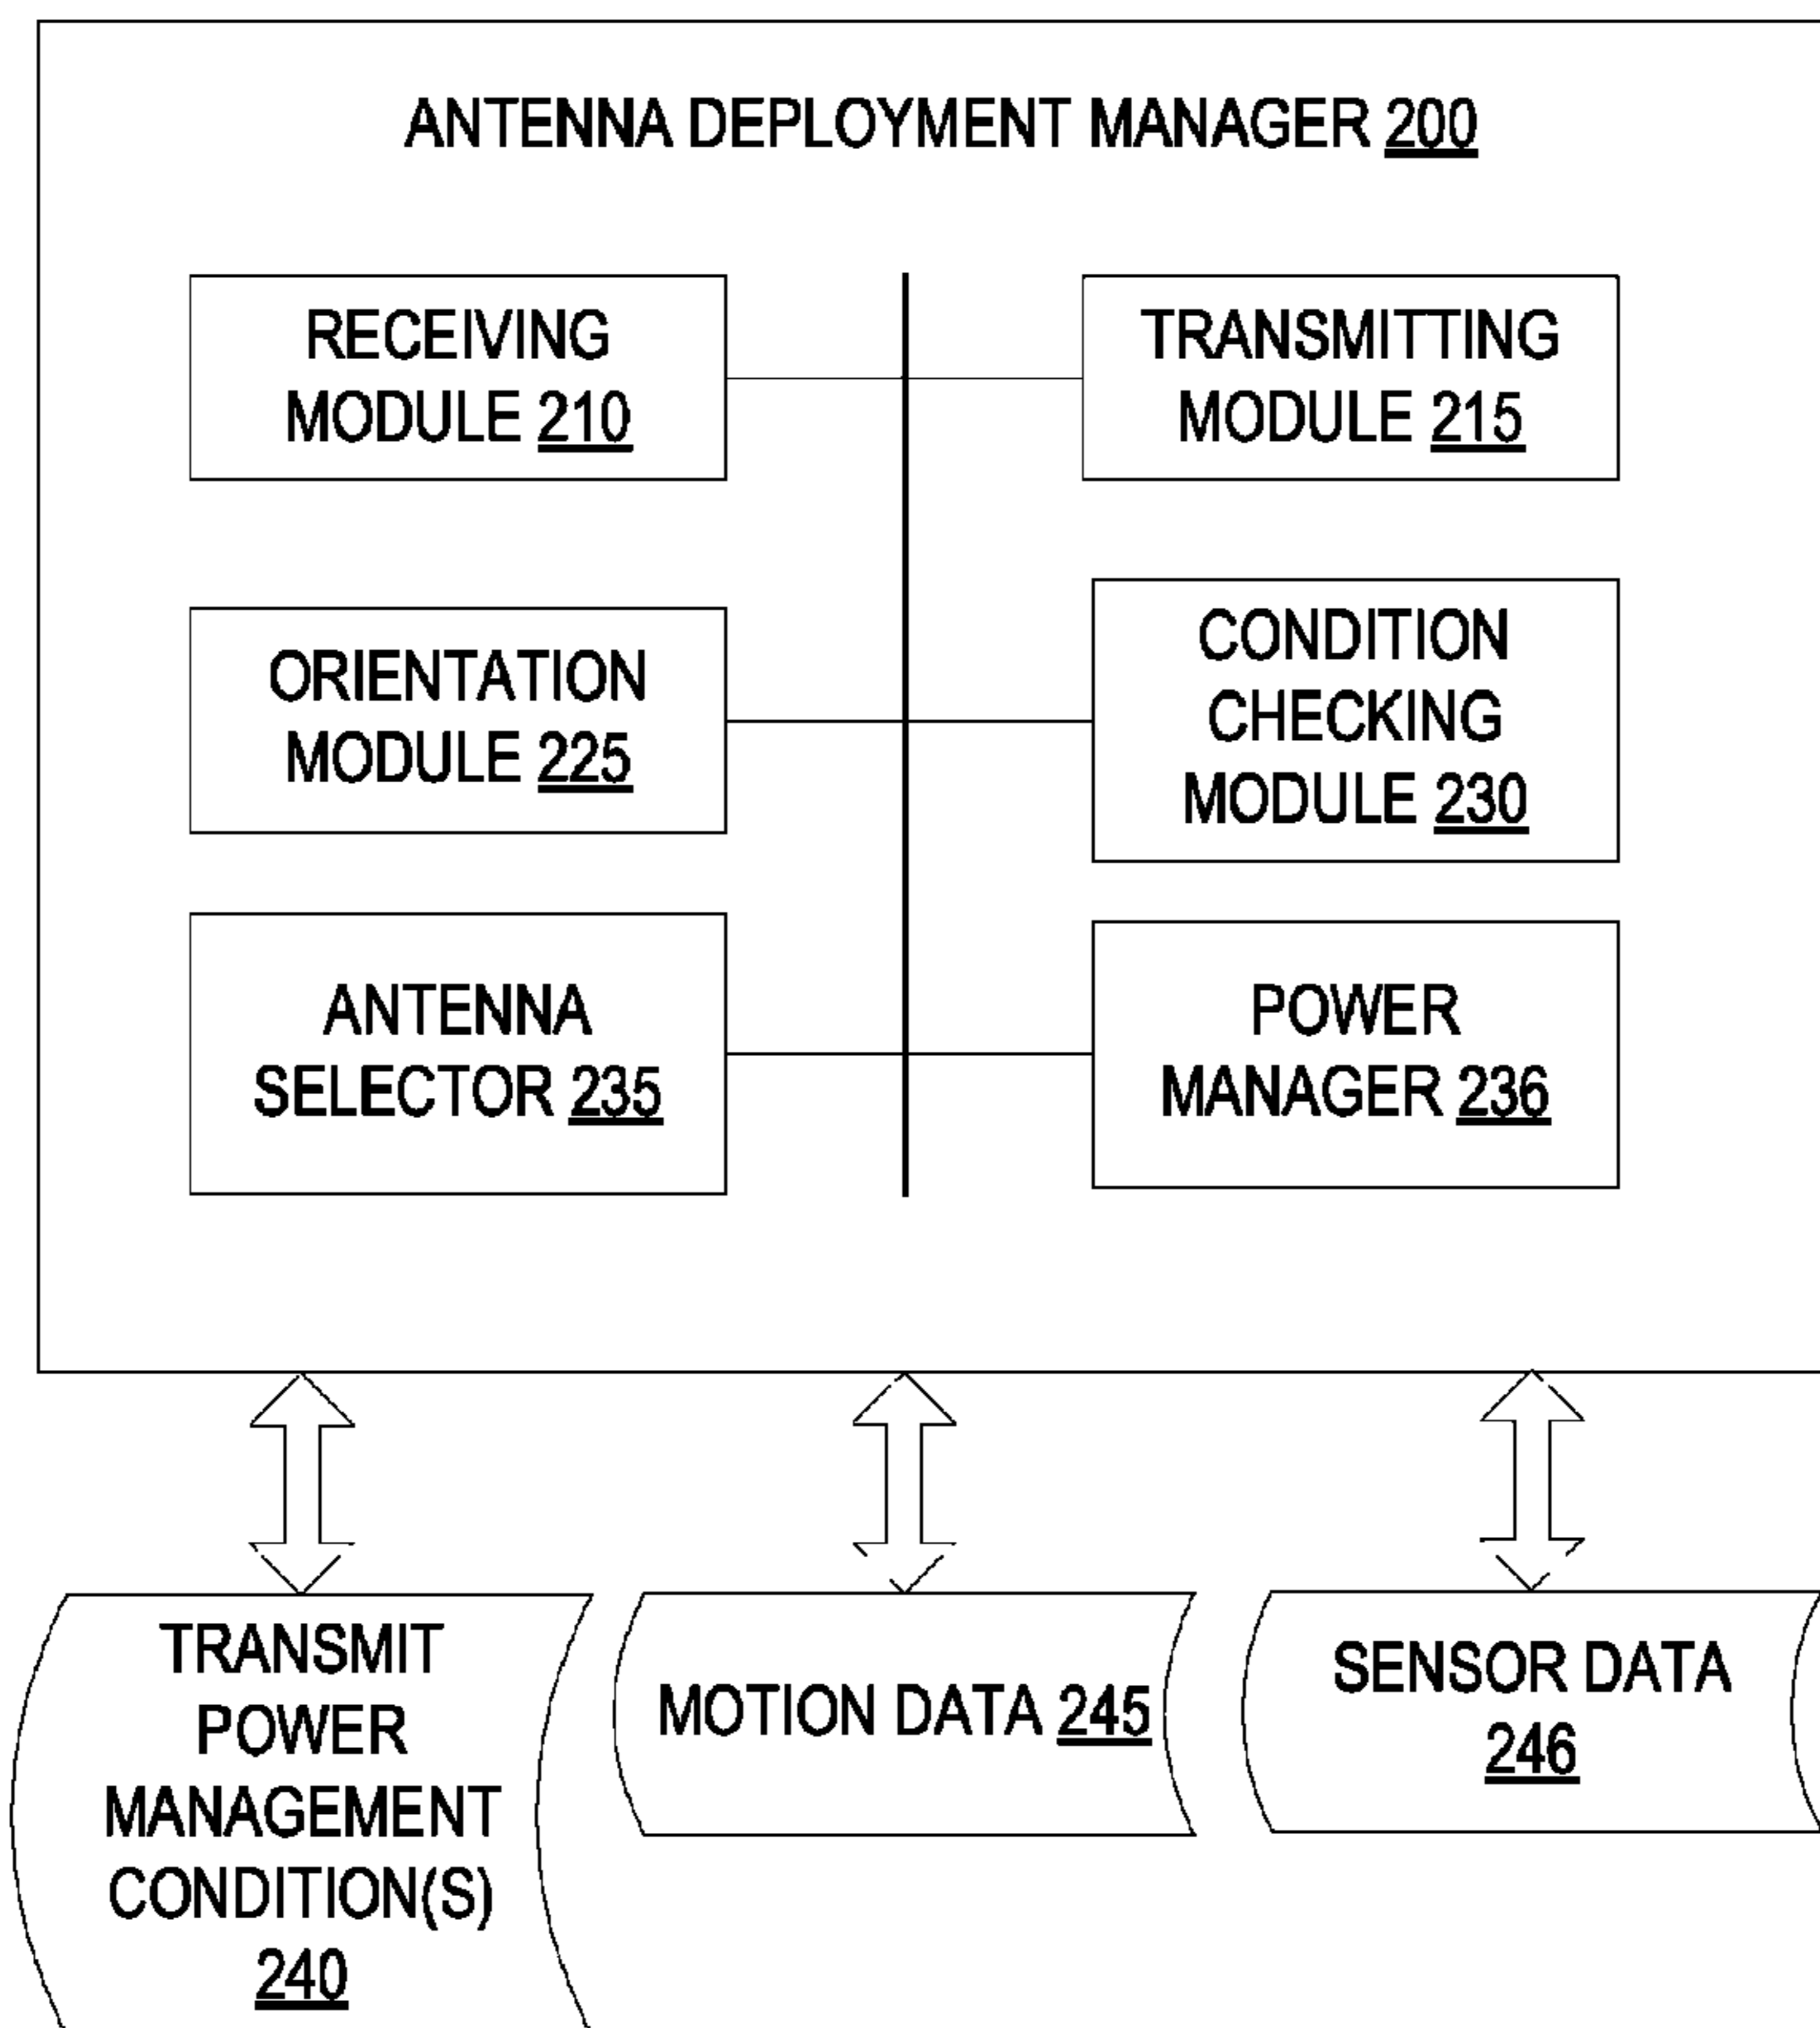 ANTENNA DEPLOYMENT MANAGER 200
RECEIVING
MODULE 210
TRANSMITTING
MODULE 215
ORIENTATION
MODULE 225
CONDITION
CHECKING
MODULE 230
ANTENNA
SELECTOR 235
POWER
MANAGER 236
TRANSMIT
POWER
MANAGEMENT
CONDITION(S)
240
MOTION DATA 245
SENSOR DATA
246